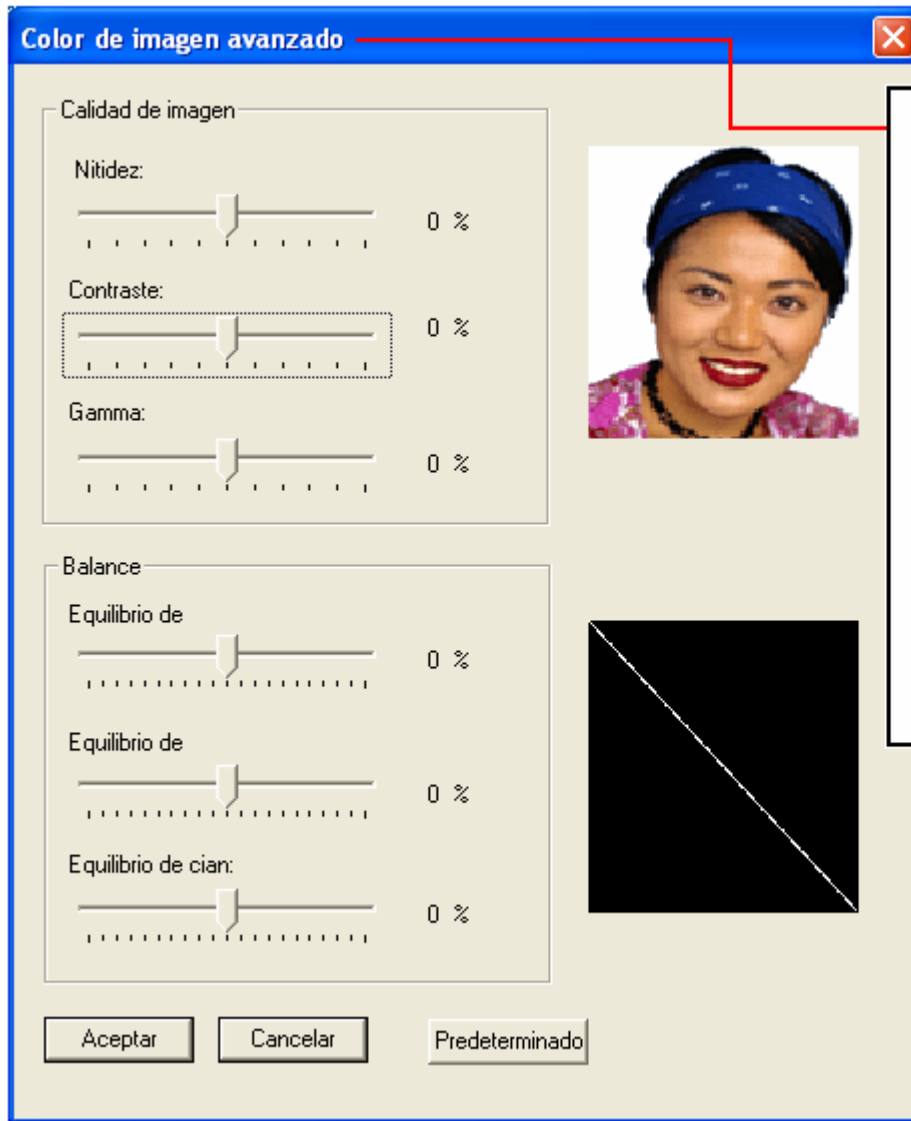 Color de imagen avanzado
Calidad de imagen
Nitidez:
0 %
Contraste:
0 %
Gamma:
0 %
Balance
Equilibrio de
0 %
Equilibrio de
0 %
Equilibrio de cian:
0 %
Aceptar
Cancelar
Predeterminado